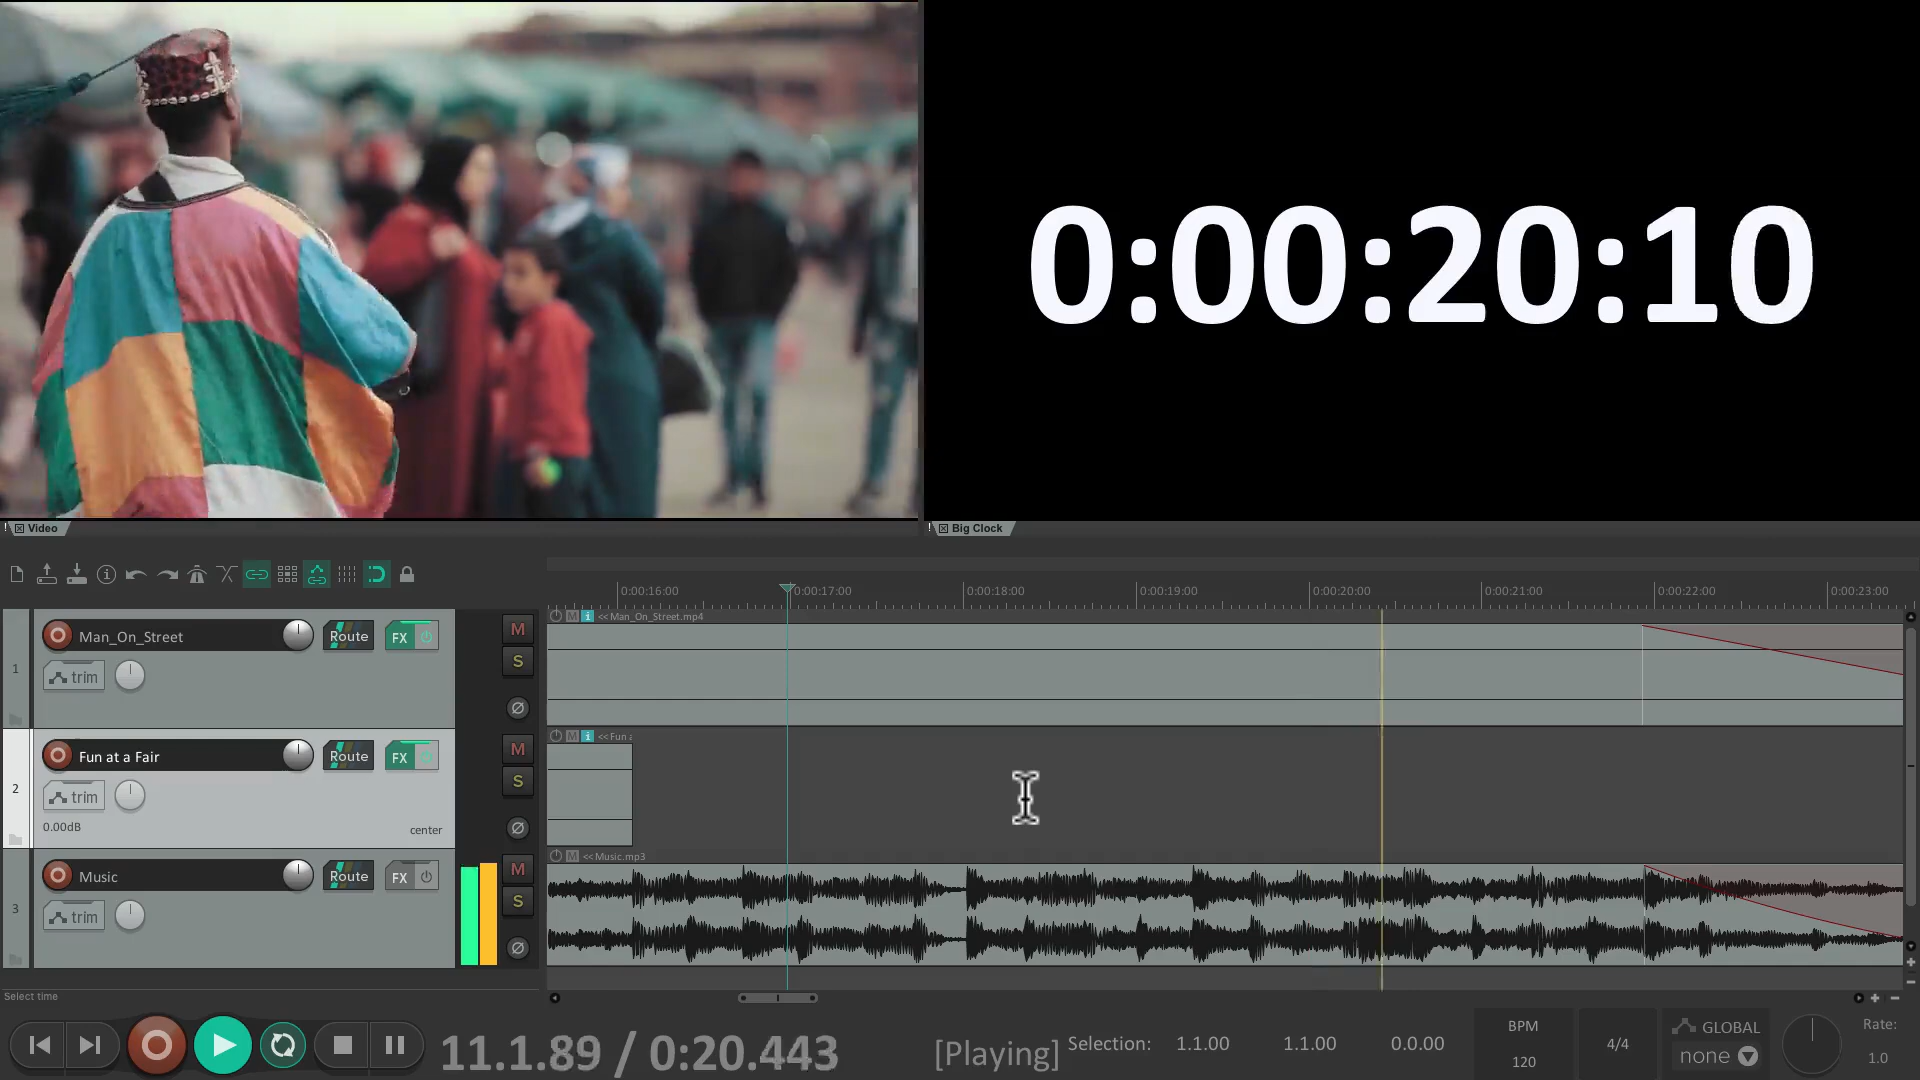 0:00:20:10
Video
Big Clock
0:00:16:00 0:00:17:00 0:00:18:00 0:00:19:00 0:00:20:00 0:00:21:00 0:00:22:00 0:00:23:00
1
Man_On_Street
Route
FX
M
S
trim
<<Man_On_Street.mp4
2
Fun at a Fair
Route
FX
M
S
trim
0.00dB
center
<<Fun
3
Music
Route
FX
M
S
trim
<<Music.mp3
Select time
11.1.89 / 0:20.443
[Playing]
Selection: 1.1.00 1.1.00 0.0.00
BPM
120
4/4
GLOBAL
none
Rate:
1.0